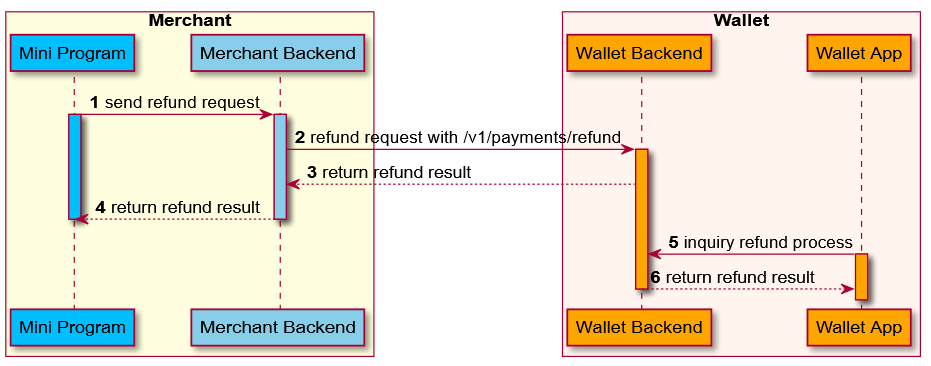 Merchant
Wallet
Mini Program
Merchant Backend
Wallet Backend
Wallet App
1 send refund request
2 refund request with /v1/payments/refund
3 return refund result
4 return refund result
5 inquiry refund process
6 return refund result
Mini Program
Merchant Backend
Wallet Backend
Wallet App